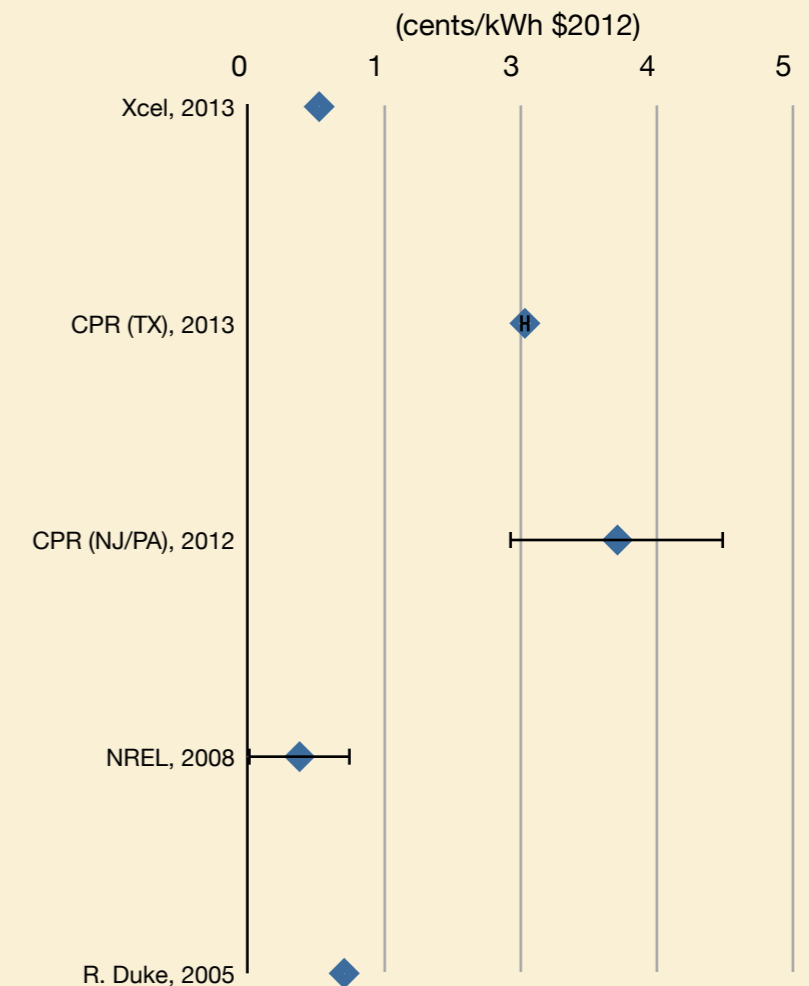 (cents/kWh $2012)
0 1 3 4 5
Xcel, 2013
CPR (TX), 2013
CPR (NJ/PA), 2012
NREL, 2008
R. Duke, 2005